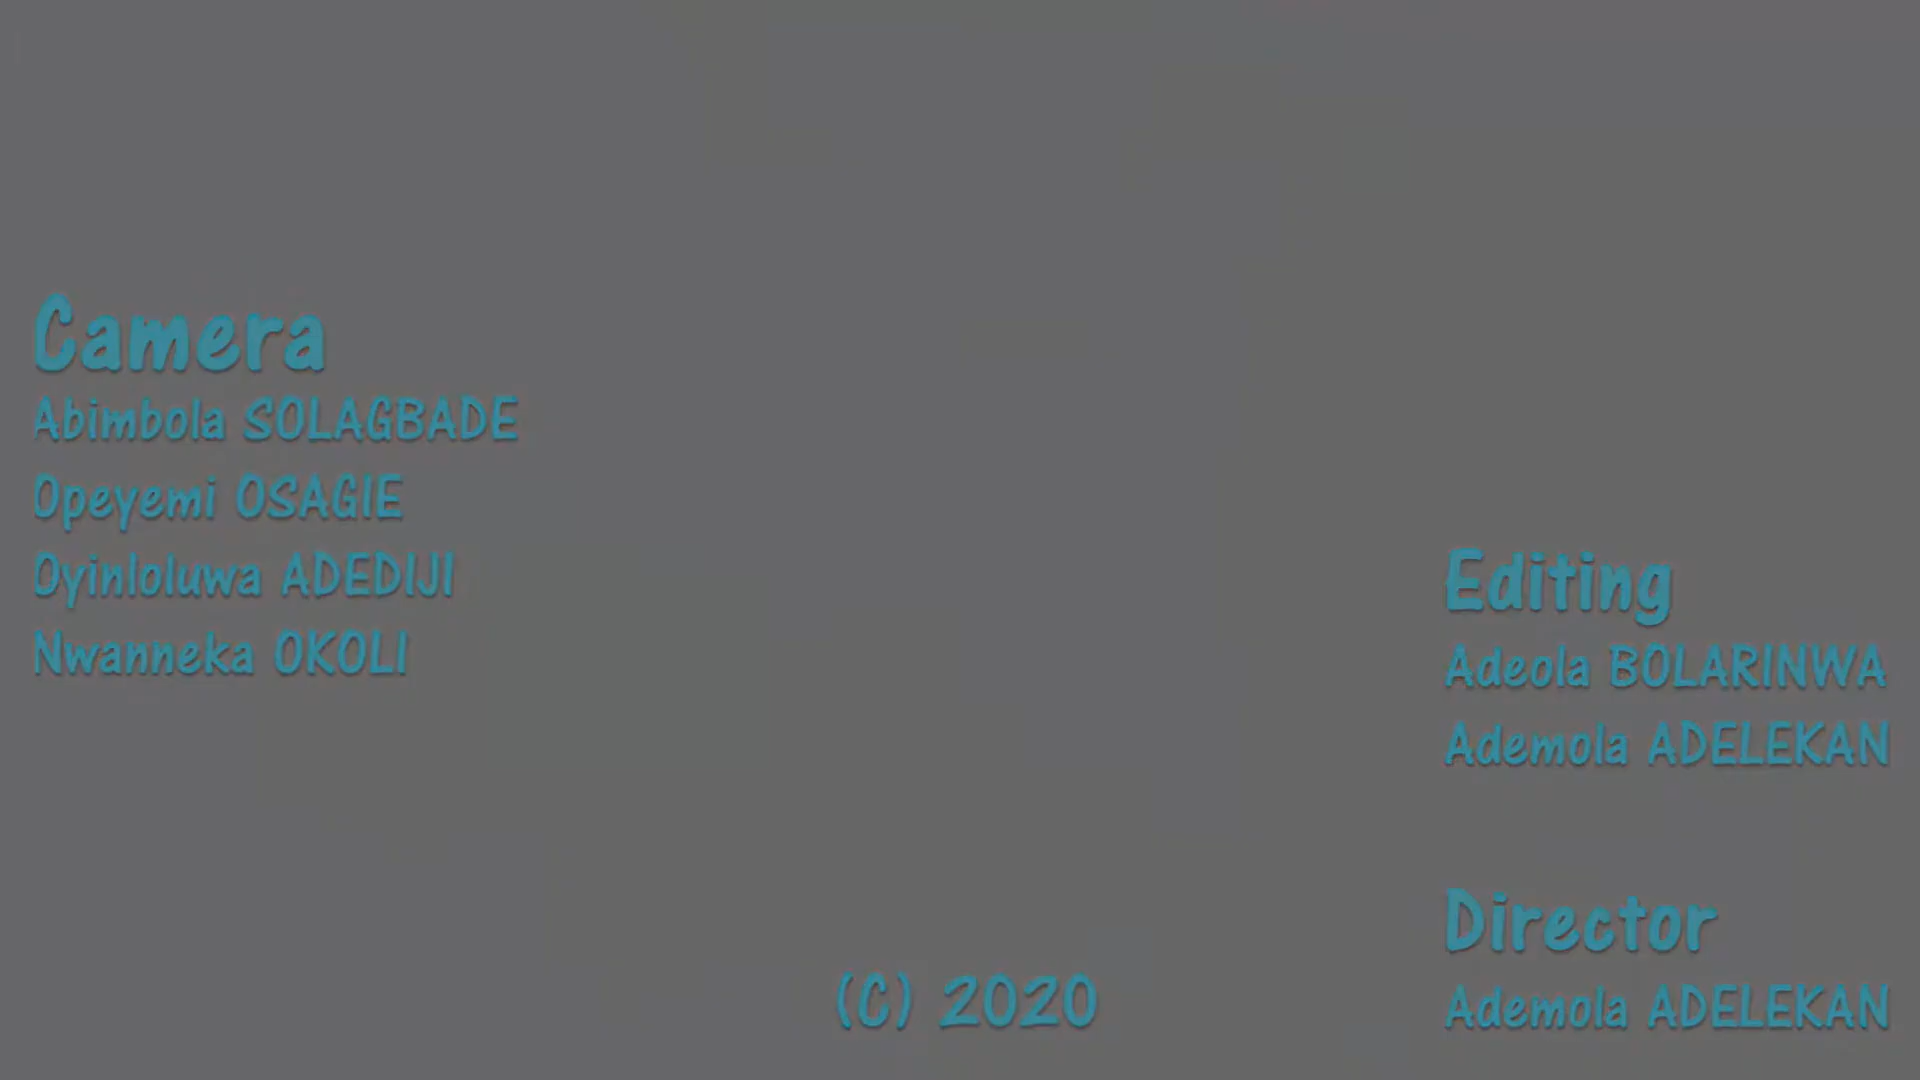 Camera
Abimbola SOLAGBADE
Opeyemi OSAGIE
Oyinloluwa ADEDIJI
Nwanneka OKOLI
Editing
Adeola BOLARINWA
Ademola ADELEKAN
Director
Ademola ADELEKAN
(C) 2020